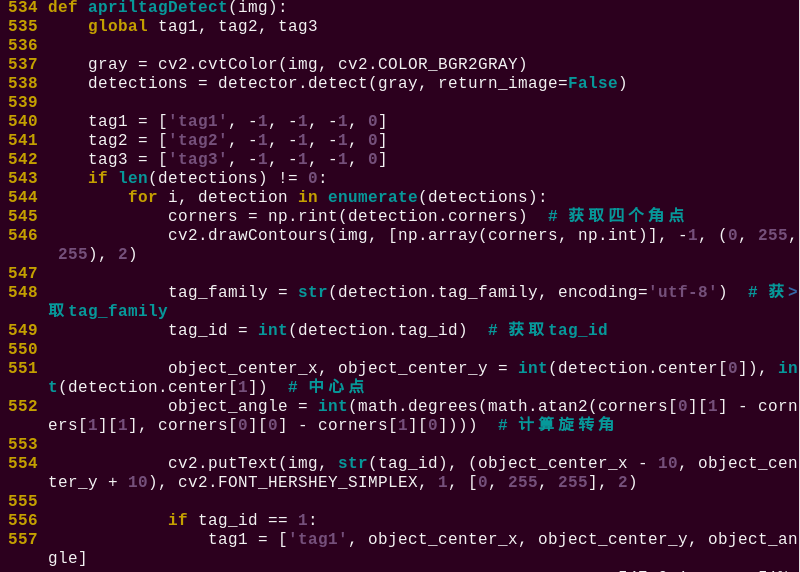 534 def apriltagDetect(img):
535     global tag1, tag2, tag3
536
537     gray = cv2.cvtColor(img, cv2.COLOR_BGR2GRAY)
538     detections = detector.detect(gray, return_image=False)
539
540     tag1 = ['tag1', -1, -1, -1, 0]
541     tag2 = ['tag2', -1, -1, -1, 0]
542     tag3 = ['tag3', -1, -1, -1, 0]
543     if len(detections) != 0:
544         for i, detection in enumerate(detections):
545             corners = np.rint(detection.corners)  # 获取四个角点
546             cv2.drawContours(img, [np.array(corners, np.int)], -1, (0, 255,
 255), 2)
547
548             tag_family = str(detection.tag_family, encoding='utf-8')  # 获>
取tag_family
549             tag_id = int(detection.tag_id)  # 获取tag_id
550
551             object_center_x, object_center_y = int(detection.center[0]), in
t(detection.center[1])  # 中心点
552             object_angle = int(math.degrees(math.atan2(corners[0][1] - corn
ers[1][1], corners[0][0] - corners[1][0])))  # 计算旋转角
553
554             cv2.putText(img, str(tag_id), (object_center_x - 10, object_cen
ter_y + 10), cv2.FONT_HERSHEY_SIMPLEX, 1, [0, 255, 255], 2)
555
556             if tag_id == 1:
557                 tag1 = ['tag1', object_center_x, object_center_y, object_an
gle]